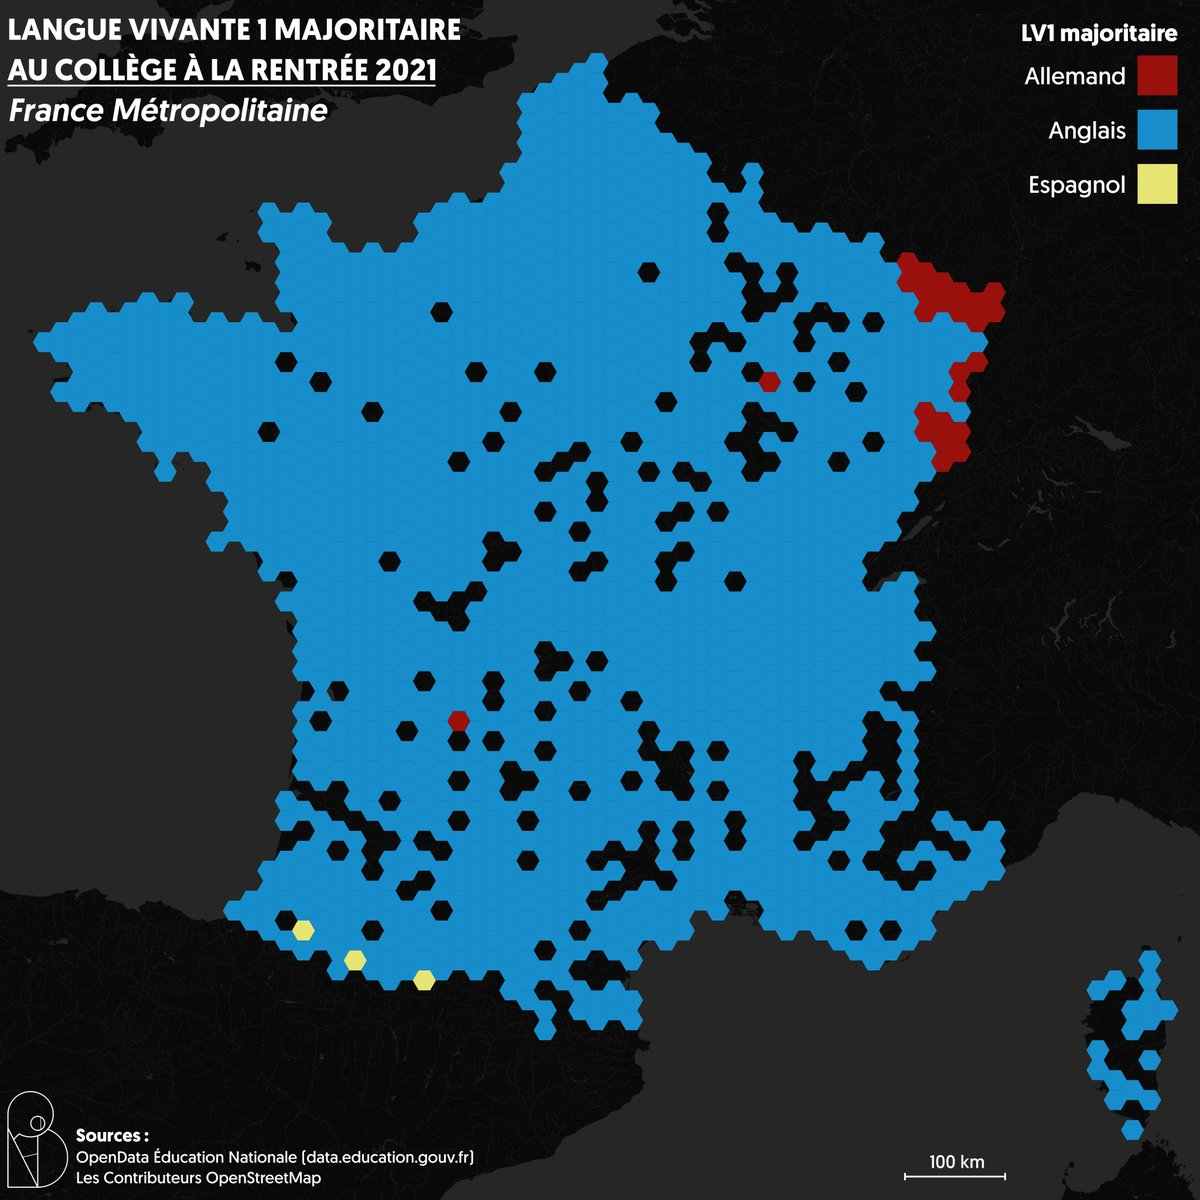 LANGUE VIVANTE 1 MAJORITAIRE
AU COLLÈGE À LA RENTRÉE 2021
France Métropolitaine
LV1 majoritaire
Allemand
Anglais
Espagnol
Sources :
OpenData Éducation Nationale (data.education.gouv.fr)
Les Contributeurs OpenStreetMap
100 km